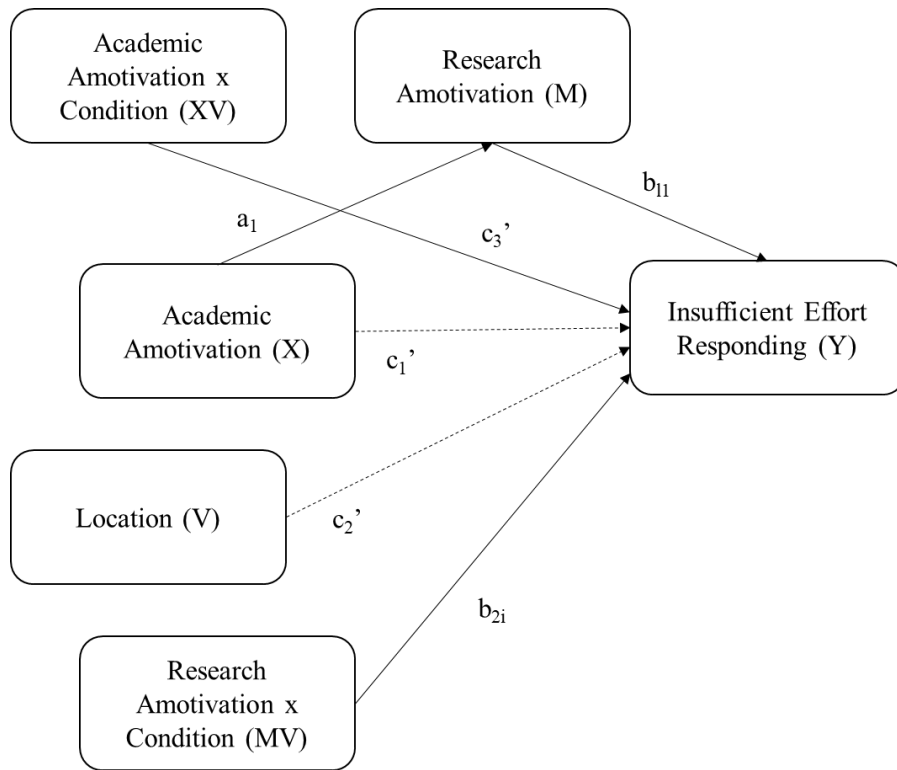 Academic
Amotivation x
Condition (XV)
Research
Amotivation (M)
b₁₁
a₁
c₃’
Academic
Amotivation (X)
Insufficient Effort
Responding (Y)
c₁’
Location (V)
c₂’
b₂ᵢ
Research
Amotivation x
Condition (MV)